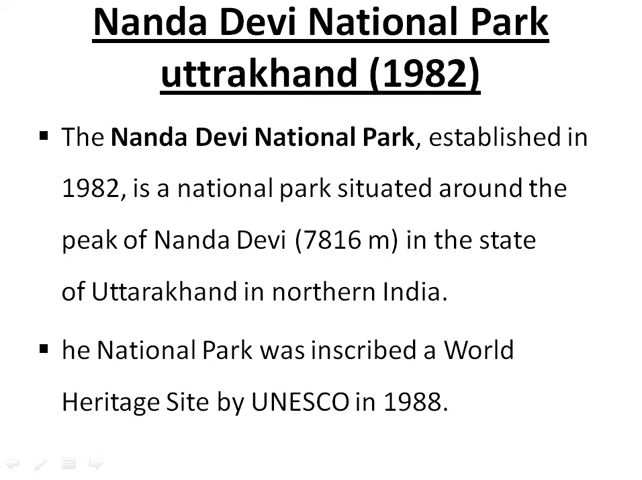 Nanda Devi National Park
uttrakhand (1982)
▪ The Nanda Devi National Park, established in
1982, is a national park situated around the
peak of Nanda Devi (7816 m) in the state
of Uttarakhand in northern India.
▪ he National Park was inscribed a World
Heritage Site by UNESCO in 1988.